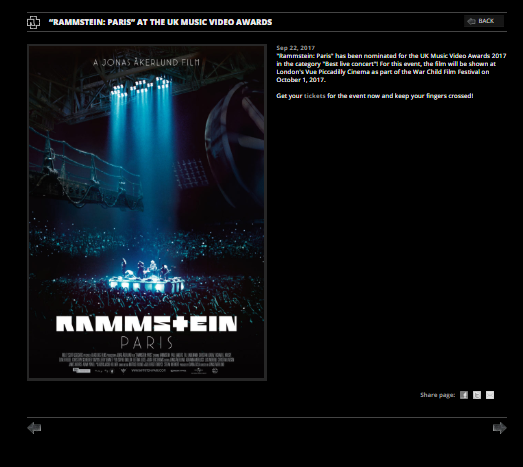 "RAMMSTEIN: PARIS" AT THE UK MUSIC VIDEO AWARDS
BACK
A JONAS ÅKERLUND FILM
RAMMSTEIN
PARIS
Sep 22, 2017
"Rammstein: Paris" has been nominated for the UK Music Video Awards 2017
in the category "Best live concert"! For this event, the film will be shown at
London's Vue Piccadilly Cinema as part of the War Child Film Festival on
October 1, 2017.
Get your tickets for the event now and keep your fingers crossed!
Share page: